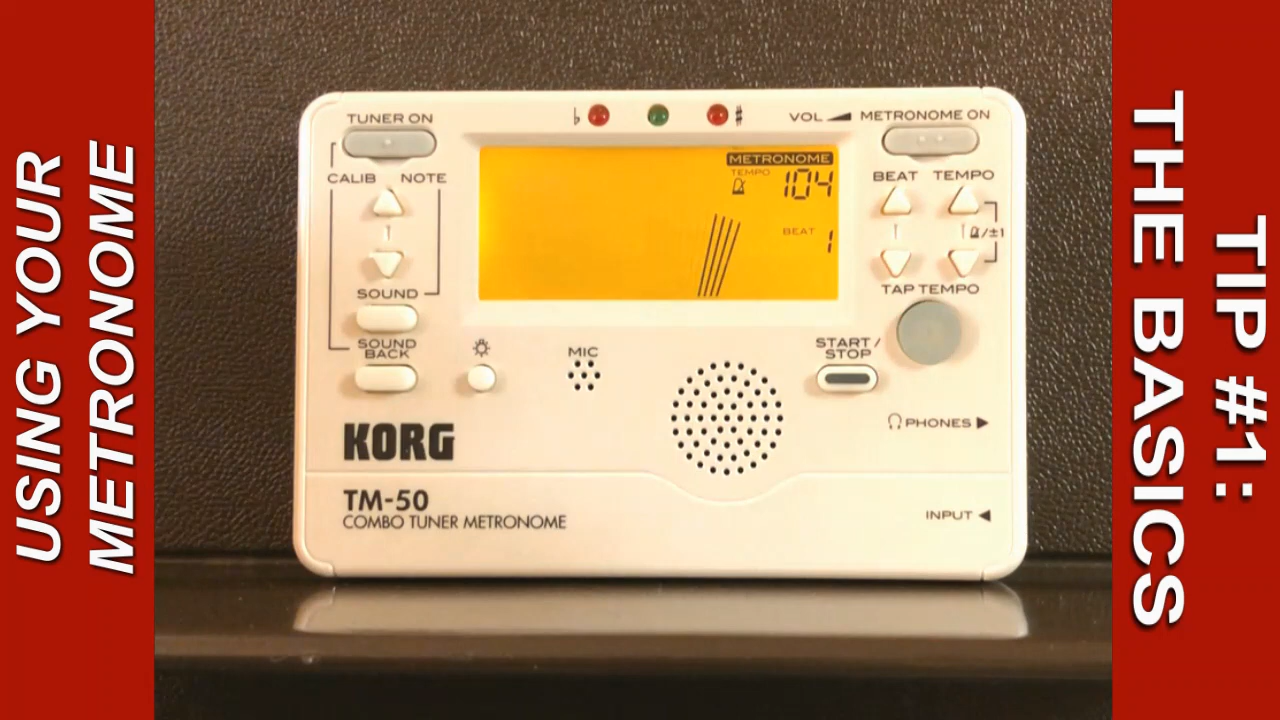 USING YOUR
METRONOME
TUNER ON
♭
♯
VOL
METRONOME ON
CALIB
NOTE
METRONOME
TEMPO
104
BEAT
1
BEAT
TEMPO
/±1
SOUND
TAP TEMPO
SOUND
BACK
MIC
START/
STOP
PHONES ▶
KORG
TM-50
COMBO TUNER METRONOME
INPUT ◀
TIP #1:
THE BASICS